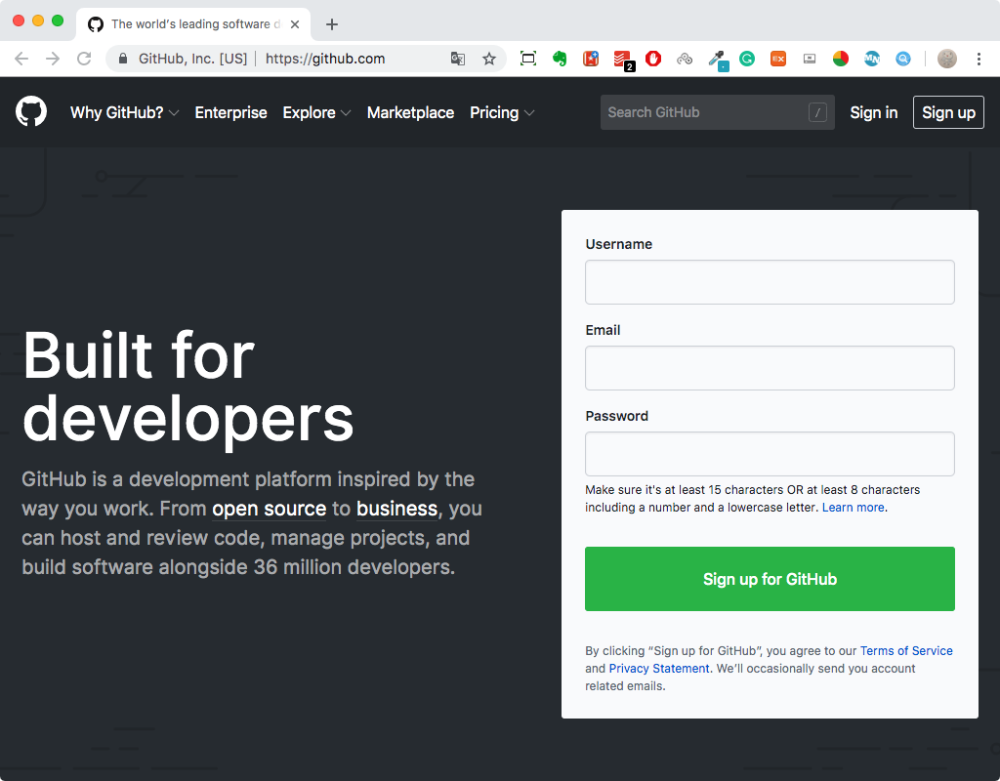 The world's leading software d
GitHub, Inc. [US] https://github.com
2
EX
MN
Why GitHub? Enterprise Explore Marketplace Pricing Search GitHub / Sign in Sign up
Built for
developers
GitHub is a development platform inspired by the
way you work. From open source to business, you
can host and review code, manage projects, and
build software alongside 36 million developers.
Username
Email
Password
Make sure it's at least 15 characters OR at least 8 characters
including a number and a lowercase letter. Learn more.
Sign up for GitHub
By clicking “Sign up for GitHub”, you agree to our Terms of Service
and Privacy Statement. We’ll occasionally send you account
related emails.